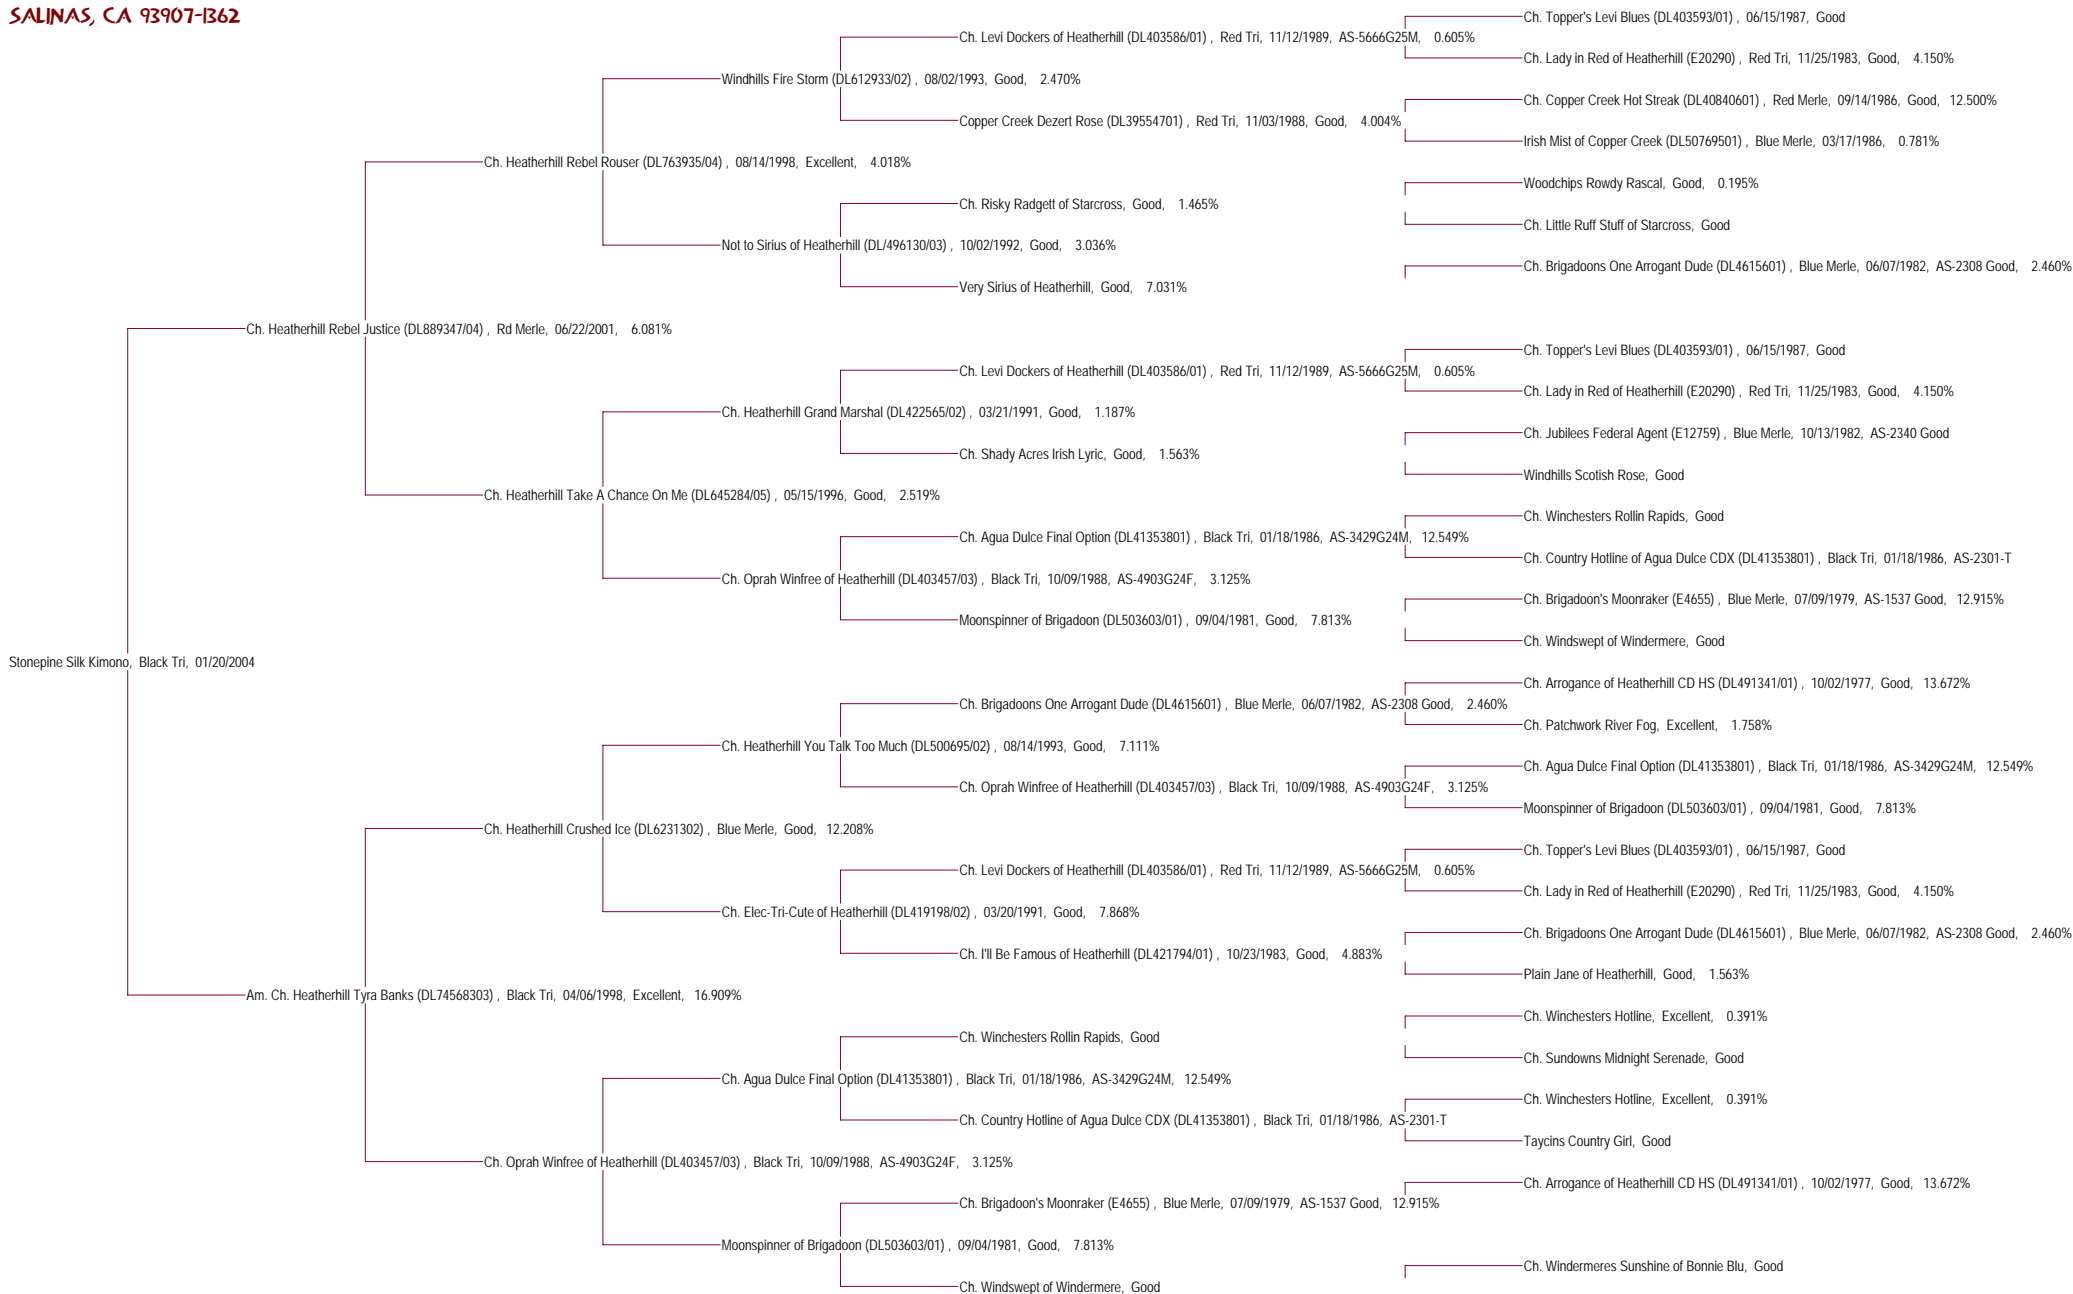 SALINAS, CA 93907-1362
Ch. Topper's Levi Blues (DL403593/01) , 06/15/1987, Good
Ch. Levi Dockers of Heatherhill (DL403586/01) , Red Tri, 11/12/1989, AS-5666G25M, 0.605%
Ch. Lady in Red of Heatherhill (E20290) , Red Tri, 11/25/1983, Good, 4.150%
Windhills Fire Storm (DL612933/02) , 08/02/1993, Good, 2.470%
Ch. Copper Creek Hot Streak (DL40840601) , Red Merle, 09/14/1986, Good, 12.500%
Copper Creek Dezert Rose (DL39554701) , Red Tri, 11/03/1988, Good, 4.004%
Irish Mist of Copper Creek (DL50769501) , Blue Merle, 03/17/1986, 0.781%
Ch. Heatherhill Rebel Rouser (DL763935/04) , 08/14/1998, Excellent, 4.018%
Woodchips Rowdy Rascal, Good, 0.195%
Ch. Risky Radgett of Starcross, Good, 1.465%
Ch. Little Ruff Stuff of Starcross, Good
Not to Sirius of Heatherhill (DL/496130/03) , 10/02/1992, Good, 3.036%
Ch. Brigadoons One Arrogant Dude (DL4615601) , Blue Merle, 06/07/1982, AS-2308 Good, 2.460%
Very Sirius of Heatherhill, Good, 7.031%
Ch. Heatherhill Rebel Justice (DL889347/04) , Rd Merle, 06/22/2001, 6.081%
Ch. Topper's Levi Blues (DL403593/01) , 06/15/1987, Good
Ch. Levi Dockers of Heatherhill (DL403586/01) , Red Tri, 11/12/1989, AS-5666G25M, 0.605%
Ch. Lady in Red of Heatherhill (E20290) , Red Tri, 11/25/1983, Good, 4.150%
Ch. Heatherhill Grand Marshal (DL422565/02) , 03/21/1991, Good, 1.187%
Ch. Jubilees Federal Agent (E12759) , Blue Merle, 10/13/1982, AS-2340 Good
Ch. Shady Acres Irish Lyric, Good, 1.563%
Windhills Scotish Rose, Good
Ch. Heatherhill Take A Chance On Me (DL645284/05) , 05/15/1996, Good, 2.519%
Ch. Winchesters Rollin Rapids, Good
Ch. Agua Dulce Final Option (DL41353801) , Black Tri, 01/18/1986, AS-3429G24M, 12.549%
Ch. Country Hotline of Agua Dulce CDX (DL41353801) , Black Tri, 01/18/1986, AS-2301-T
Ch. Oprah Winfree of Heatherhill (DL403457/03) , Black Tri, 10/09/1988, AS-4903G24F, 3.125%
Ch. Brigadoon's Moonraker (E4655) , Blue Merle, 07/09/1979, AS-1537 Good, 12.915%
Moonspinner of Brigadoon (DL503603/01) , 09/04/1981, Good, 7.813%
Ch. Windswept of Windermere, Good
Stonepine Silk Kimono, Black Tri, 01/20/2004
Ch. Arrogance of Heatherhill CD HS (DL491341/01) , 10/02/1977, Good, 13.672%
Ch. Brigadoons One Arrogant Dude (DL4615601) , Blue Merle, 06/07/1982, AS-2308 Good, 2.460%
Ch. Patchwork River Fog, Excellent, 1.758%
Ch. Heatherhill You Talk Too Much (DL500695/02) , 08/14/1993, Good, 7.111%
Ch. Agua Dulce Final Option (DL41353801) , Black Tri, 01/18/1986, AS-3429G24M, 12.549%
Ch. Oprah Winfree of Heatherhill (DL403457/03) , Black Tri, 10/09/1988, AS-4903G24F, 3.125%
Moonspinner of Brigadoon (DL503603/01) , 09/04/1981, Good, 7.813%
Ch. Heatherhill Crushed Ice (DL6231302) , Blue Merle, Good, 12.208%
Ch. Topper's Levi Blues (DL403593/01) , 06/15/1987, Good
Ch. Levi Dockers of Heatherhill (DL403586/01) , Red Tri, 11/12/1989, AS-5666G25M, 0.605%
Ch. Lady in Red of Heatherhill (E20290) , Red Tri, 11/25/1983, Good, 4.150%
Ch. Elec-Tri-Cute of Heatherhill (DL419198/02) , 03/20/1991, Good, 7.868%
Ch. Brigadoons One Arrogant Dude (DL4615601) , Blue Merle, 06/07/1982, AS-2308 Good, 2.460%
Ch. I'll Be Famous of Heatherhill (DL421794/01) , 10/23/1983, Good, 4.883%
Plain Jane of Heatherhill, Good, 1.563%
Am. Ch. Heatherhill Tyra Banks (DL74568303) , Black Tri, 04/06/1998, Excellent, 16.909%
Ch. Winchesters Hotline, Excellent, 0.391%
Ch. Winchesters Rollin Rapids, Good
Ch. Sundowns Midnight Serenade, Good
Ch. Agua Dulce Final Option (DL41353801) , Black Tri, 01/18/1986, AS-3429G24M, 12.549%
Ch. Winchesters Hotline, Excellent, 0.391%
Ch. Country Hotline of Agua Dulce CDX (DL41353801) , Black Tri, 01/18/1986, AS-2301-T
Taycins Country Girl, Good
Ch. Oprah Winfree of Heatherhill (DL403457/03) , Black Tri, 10/09/1988, AS-4903G24F, 3.125%
Ch. Arrogance of Heatherhill CD HS (DL491341/01) , 10/02/1977, Good, 13.672%
Ch. Brigadoon's Moonraker (E4655) , Blue Merle, 07/09/1979, AS-1537 Good, 12.915%
Moonspinner of Brigadoon (DL503603/01) , 09/04/1981, Good, 7.813%
Ch. Windermeres Sunshine of Bonnie Blu, Good
Ch. Windswept of Windermere, Good